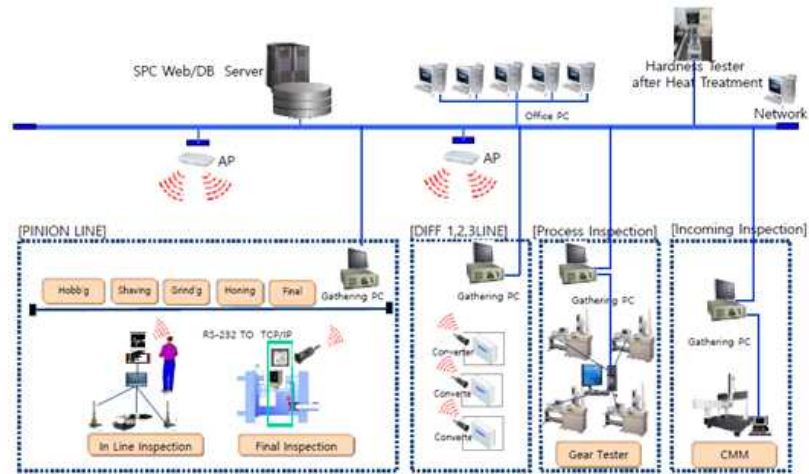 SPC Web/DB Server
Hardness Tester
after Heat Treatment
Office PC
Network
AP
AP
[PINION LINE]
[DIFF 1,2,3LINE]
[Process Inspection]
[Incoming Inspection]
Hobb'g
Shaving
Grind'g
Honing
Final
Gathering PC
Gathering PC
Gathering PC
Gathering PC
RS-232 TO TCP/IP
Converter
Converte
Converte
In Line Inspection
Final Inspection
Gear Tester
CMM